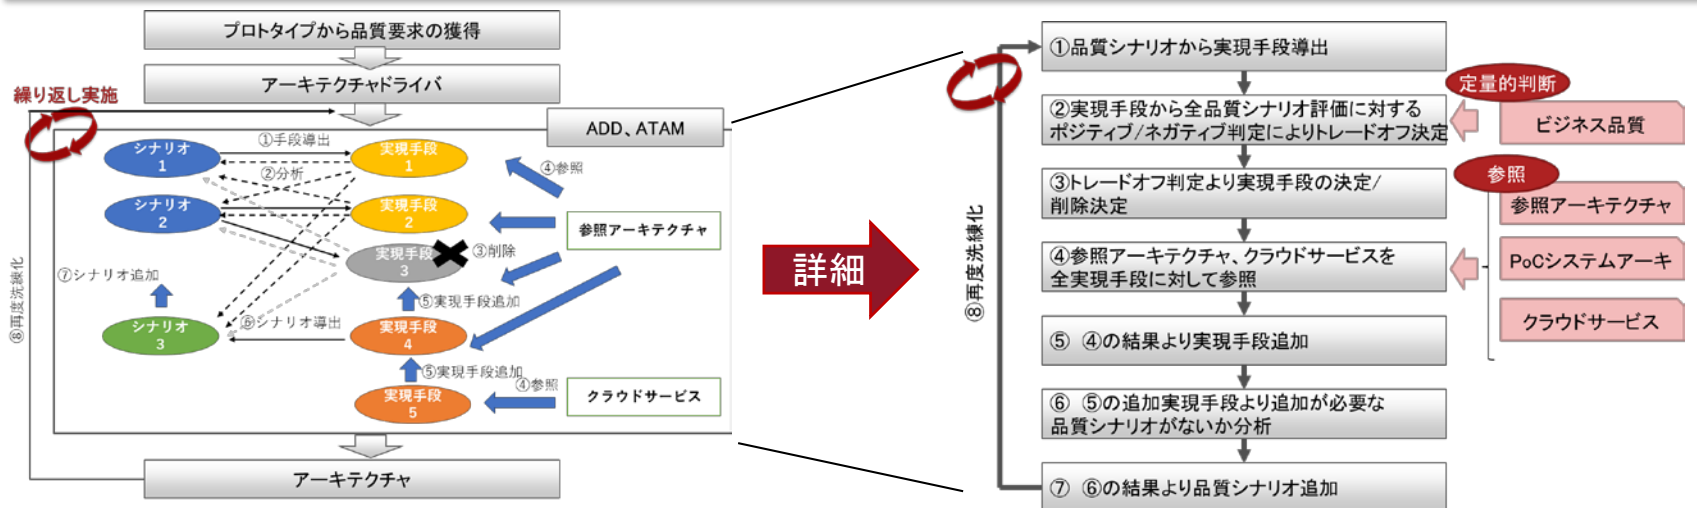 プロトタイプから品質要求の獲得
アーキテクチャドライバ
繰り返し実施
ADD、ATAM
シナリオ
1
①手段導出
実現手段
1
②分析
④参照
シナリオ
2
実現手段
2
参照アーキテクチャ
実現手段
3
③削除
⑦シナリオ追加
⑤実現手段追加
シナリオ
3
⑥シナリオ導出
実現手段
4
⑤実現手段追加
④参照
実現手段
5
クラウドサービス
⑧再度洗練化
アーキテクチャ
詳細
①品質シナリオから実現手段導出
②実現手段から全品質シナリオ評価に対する
ポジティブ/ネガティブ判定によりトレードオフ決定
③トレードオフ判定より実現手段の決定/
削除決定
④参照アーキテクチャ、クラウドサービスを
全実現手段に対して参照
⑤ ④の結果より実現手段追加
⑥ ⑤の追加実現手段より追加が必要な
品質シナリオがないか分析
⑦ ⑥の結果より品質シナリオ追加
⑧再度洗練化
定量的判断
ビジネス品質
参照
参照アーキテクチャ
PoCシステムアーキ
クラウドサービス